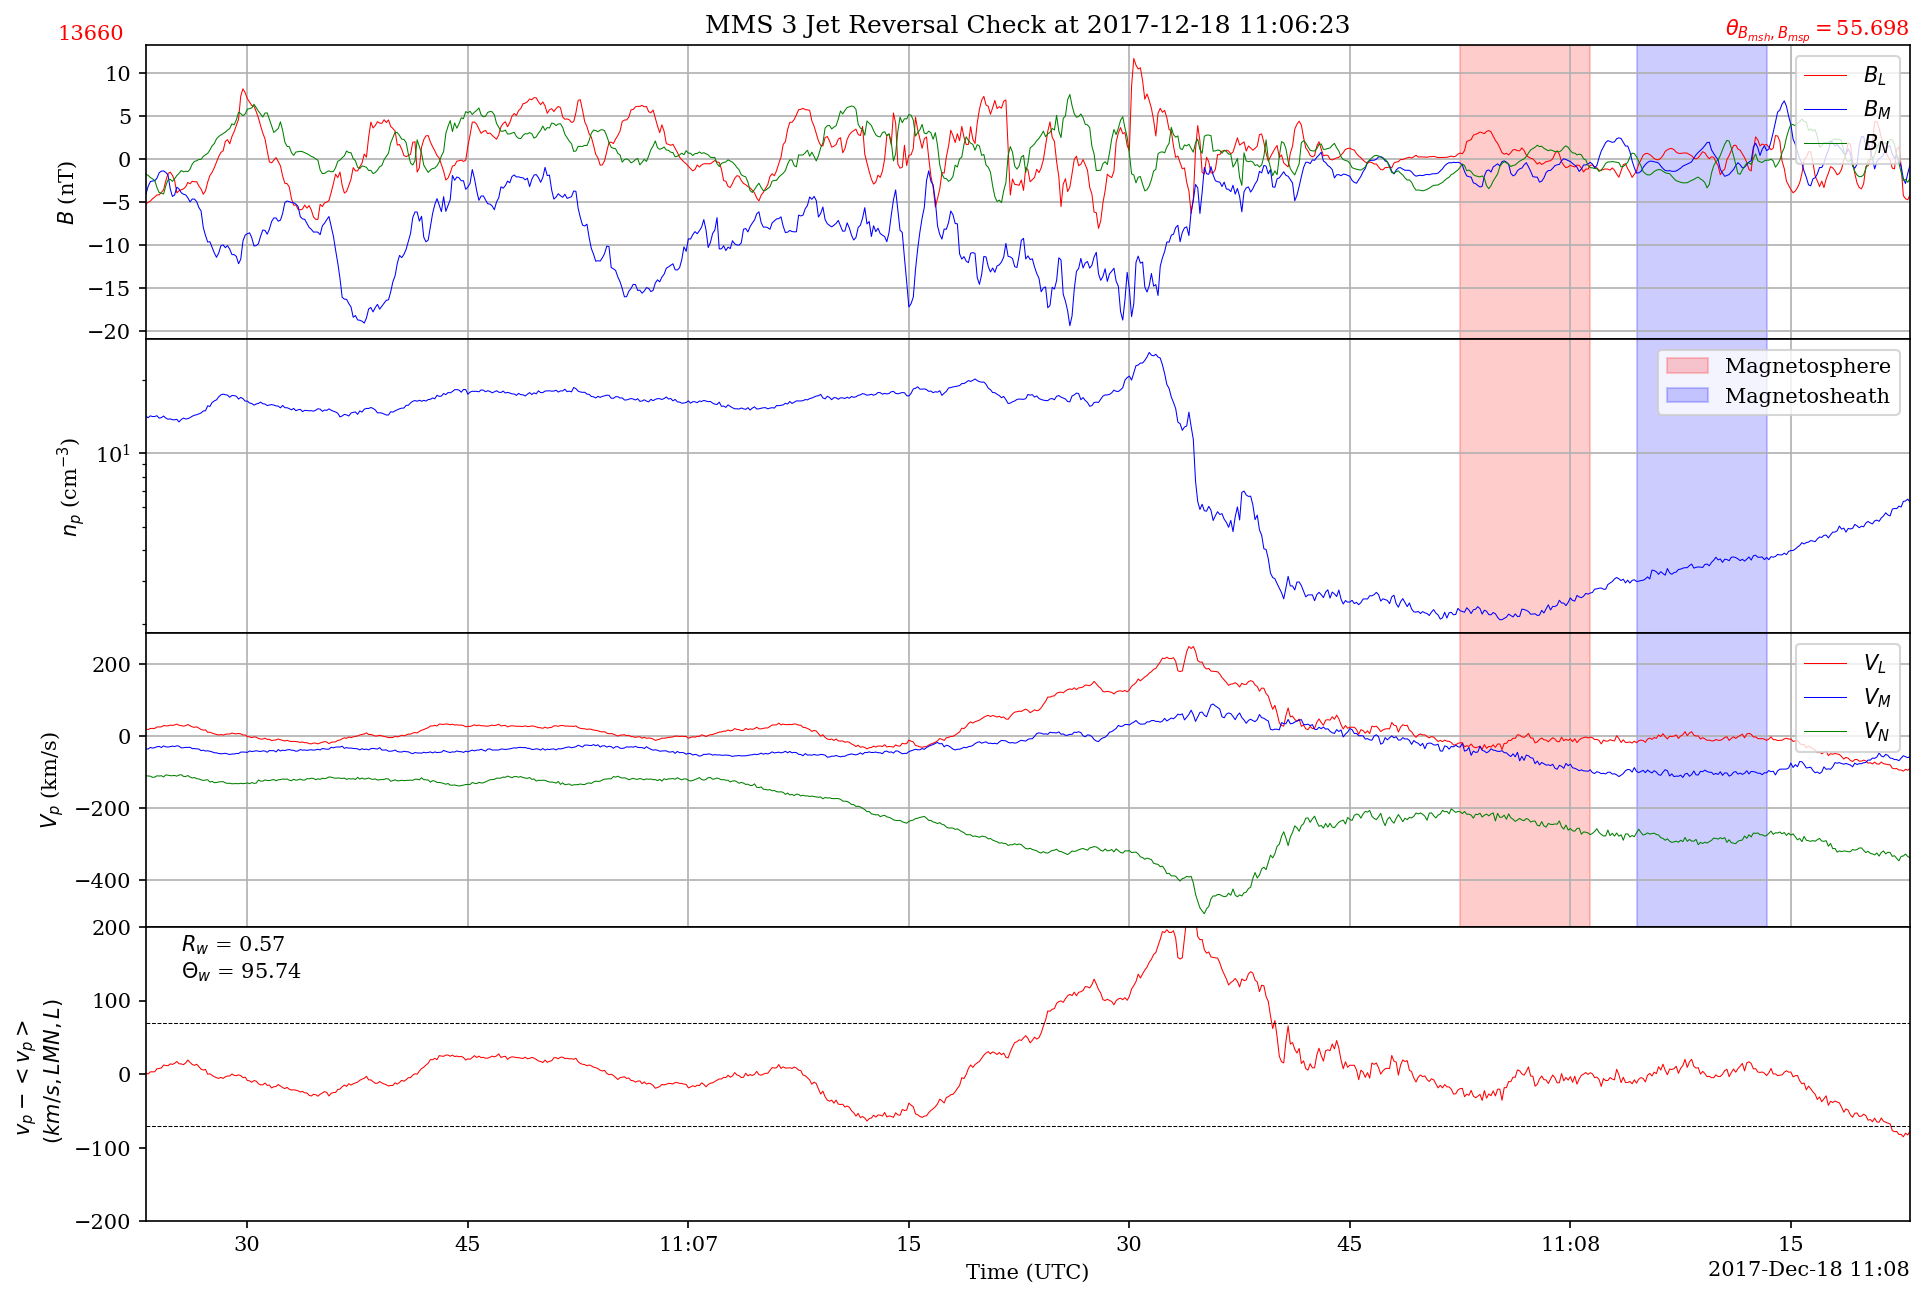 13660
MMS 3 Jet Reversal Check at 2017-12-18 11:06:23
θ_{B_{msh}, B_{msp}} = 55.698
B (nT)
10
5
0
−5
−10
−15
−20
B_L
B_M
B_N
n_p (cm^{−3})
10^1
Magnetosphere
Magnetosheath
V_p (km/s)
200
0
−200
−400
V_L
V_M
V_N
v_p − < v_p >
(km/s, LMN, L)
200
100
0
−100
−200
R_w = 0.57
Θ_w = 95.74
30
45
11:07
15
30
45
11:08
15
Time (UTC)
2017-Dec-18 11:08